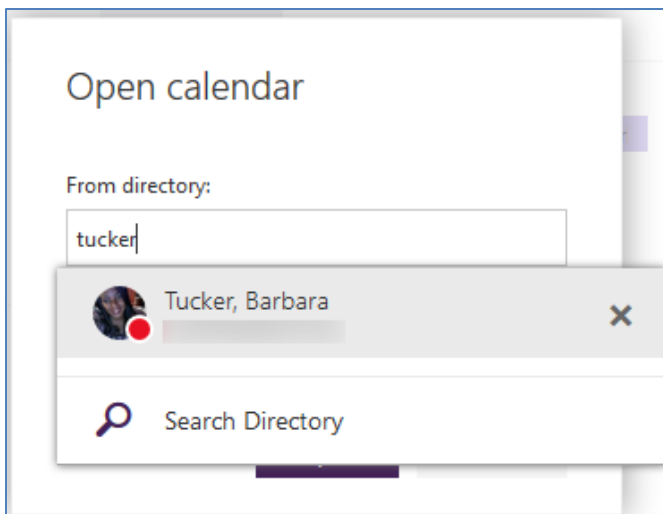 Open calendar
From directory:
tucker
Tucker, Barbara
Search Directory